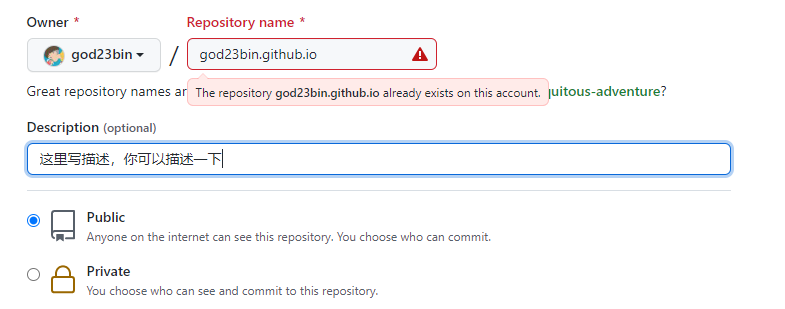 Owner * Repository name *
god23bin / god23bin.github.io
Great repository names ar quitous-adventure?
The repository god23bin.github.io already exists on this account.
Description (optional)
这里写描述，你可以描述一下
Public
Anyone on the internet can see this repository. You choose who can commit.
Private
You choose who can see and commit to this repository.